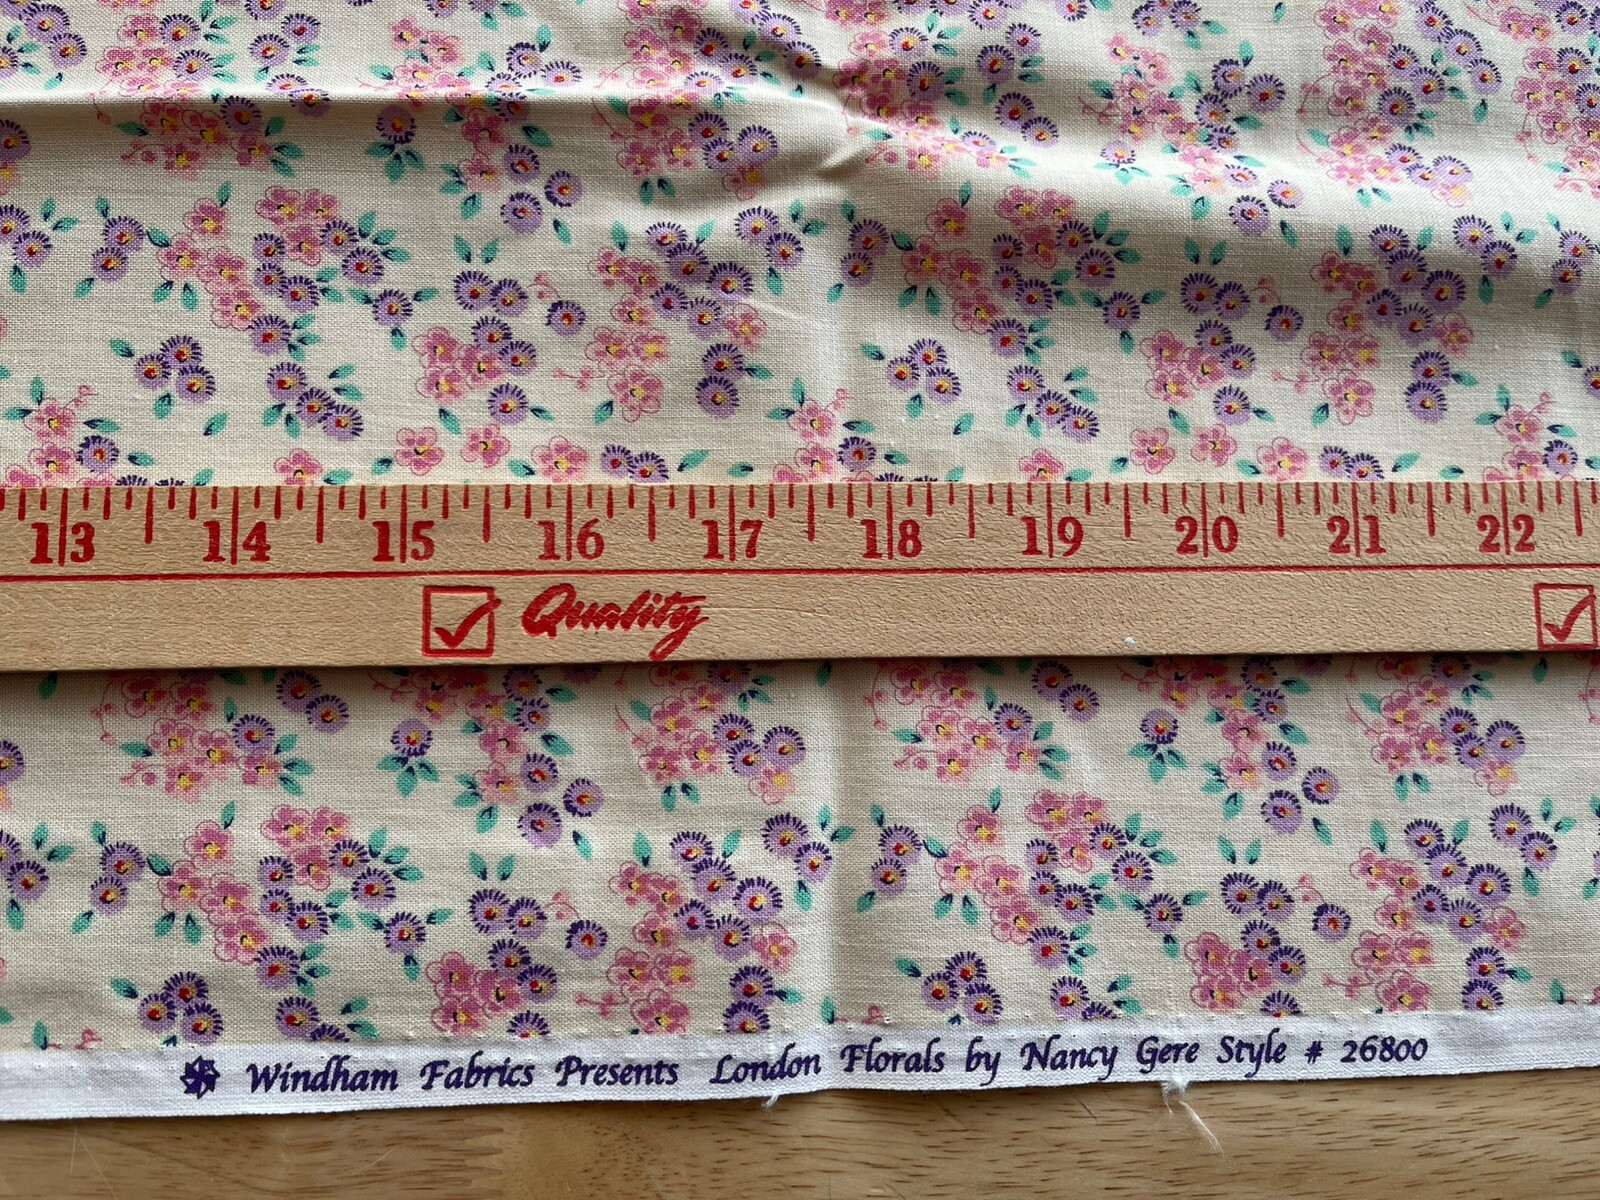 13 14 15 16 17 18 19 20 21 22
Quality
Windham Fabrics Presents London Florals by Nancy Gere Style # 26800